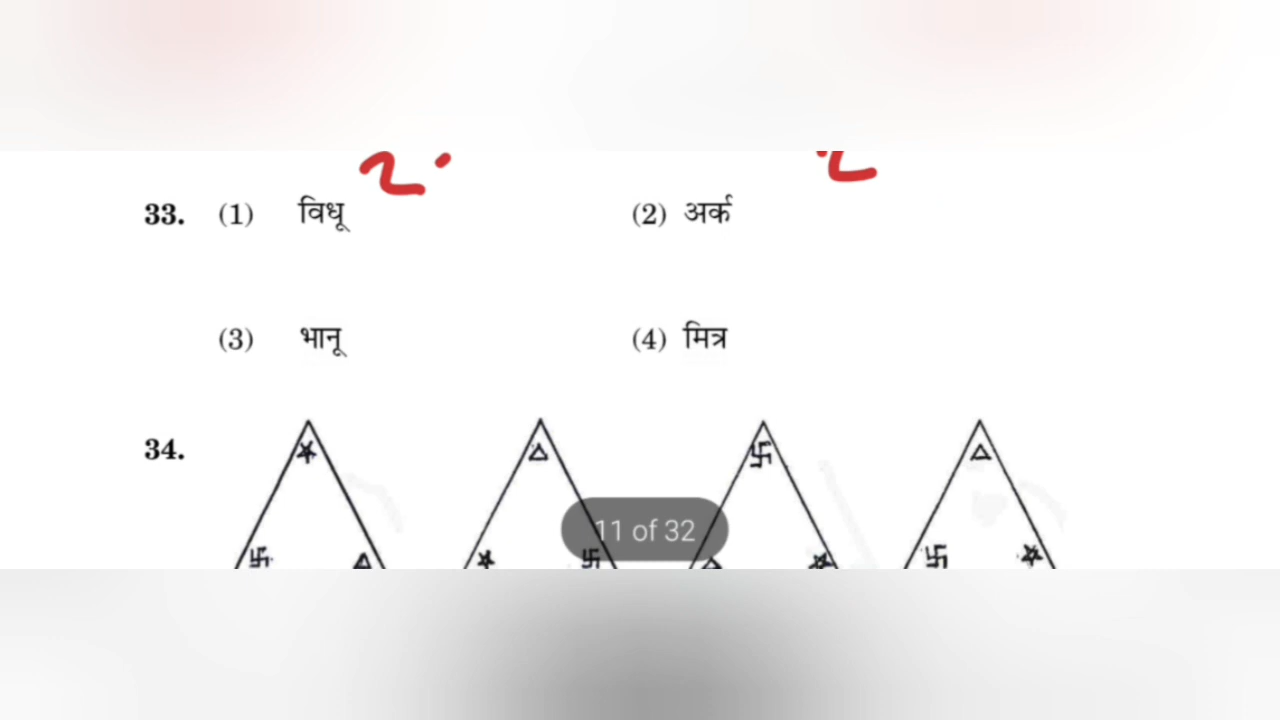 33. (1) विधू (2) अर्क
(3) भानू (4) मित्र
34.
11 of 32